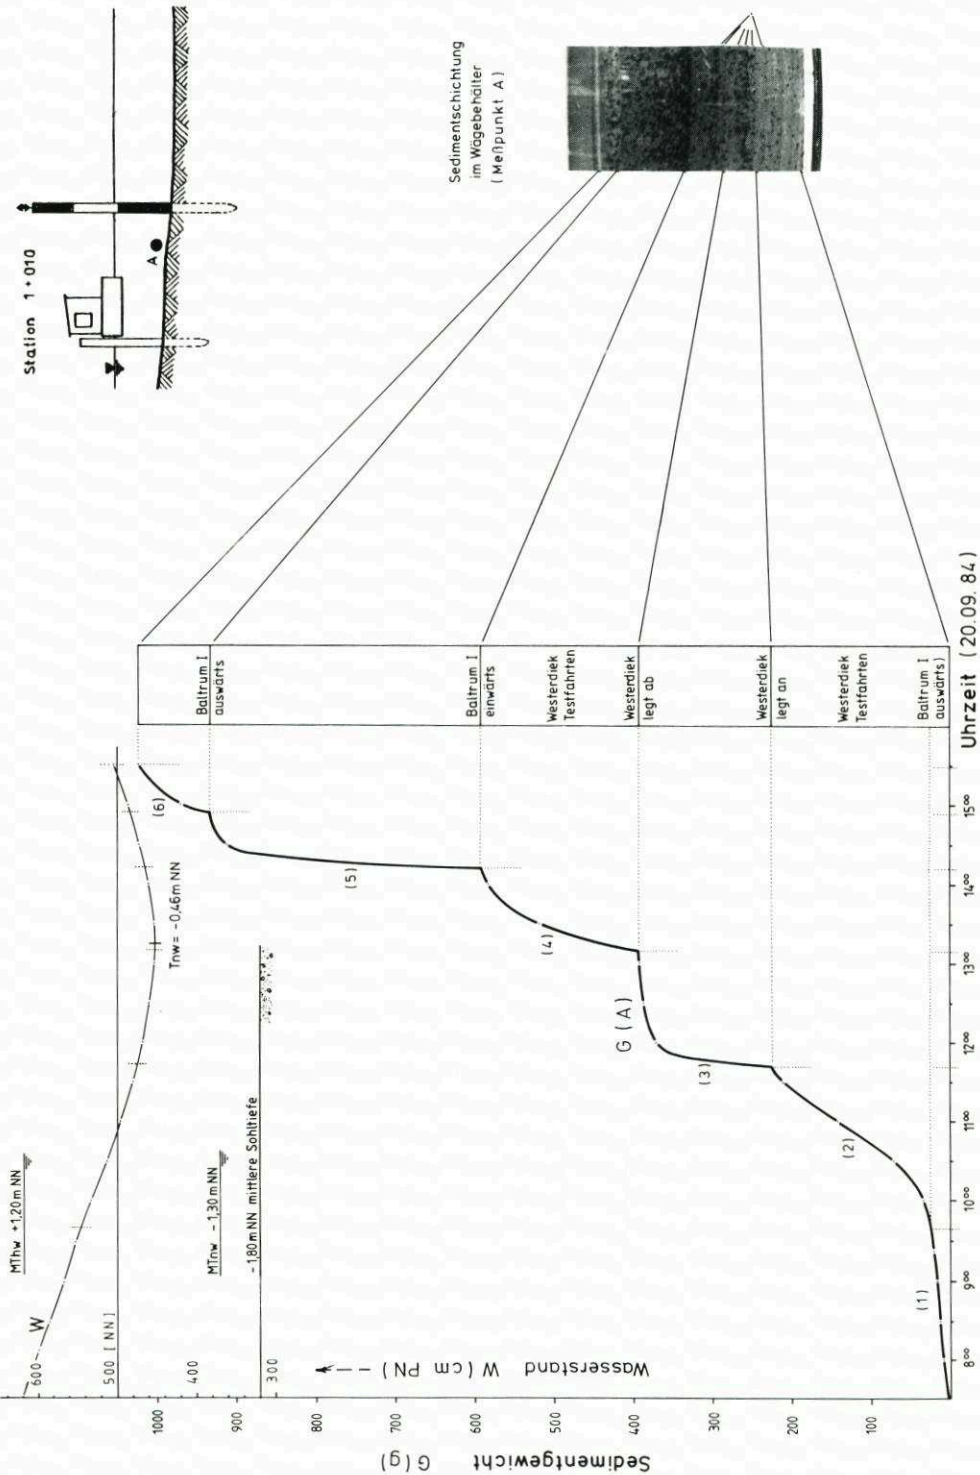 Station 1+010
A
Sedimentschichtung
im Wägebehälter
( Meßpunkt A )
MThw +1,20 m NN
W
Tnw = -0,46 m NN
MTnw - 1,30 m NN
-1,80 m NN mittlere Sohltiefe
600
500 [ NN ]
400
300
Wasserstand W ( cm PN )
1000
900
800
700
600
500
400
300
200
100
Sedimentgewicht G ( g )
G ( A )
(1)
(2)
(3)
(4)
(5)
(6)
Baltrum I
auswärts
Baltrum I
einwärts
Westerdiek
Testfahrten
Westerdiek
legt ab
Westerdiek
legt an
Westerdiek
Testfahrten
Baltrum I
auswärts)
8⁰⁰
9⁰⁰
10⁰⁰
11⁰⁰
12⁰⁰
13⁰⁰
14⁰⁰
15⁰⁰
Uhrzeit ( 20.09. 84 )